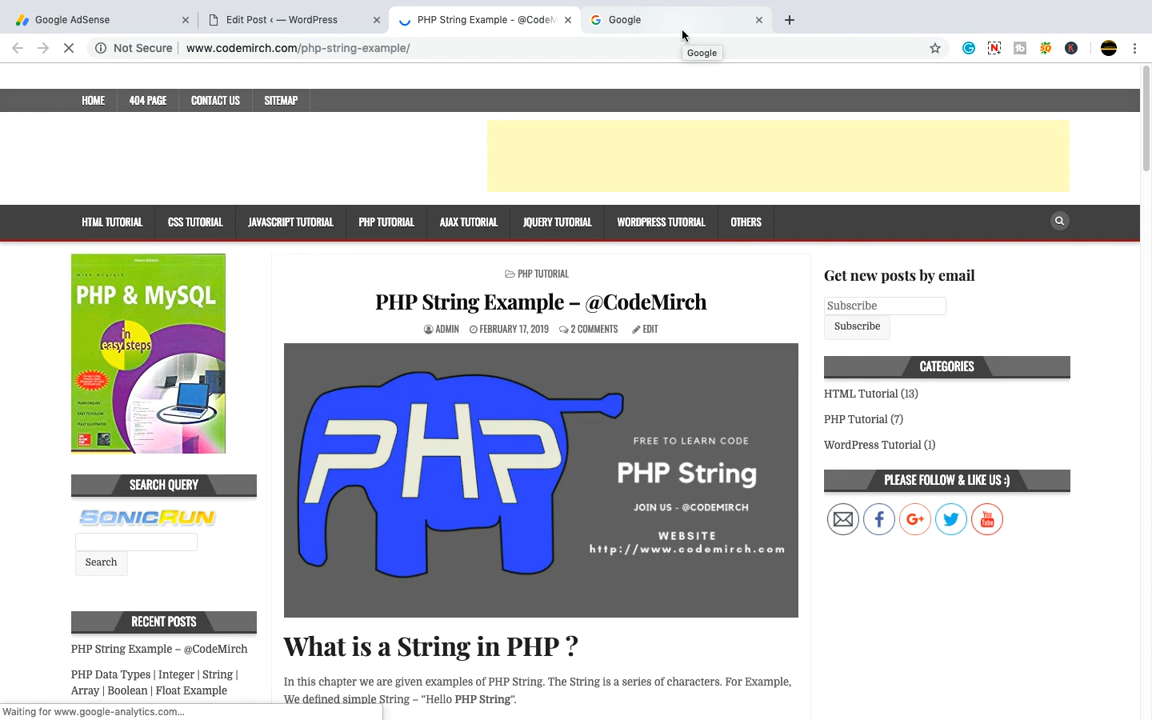 Google AdSense
Edit Post ‹ — WordPress
PHP String Example - @CodeM
Google
Not Secure
www.codemirch.com/php-string-example/
Google
HOME
404 PAGE
CONTACT US
SITEMAP
HTML TUTORIAL
CSS TUTORIAL
JAVASCRIPT TUTORIAL
PHP TUTORIAL
AJAX TUTORIAL
JQUERY TUTORIAL
WORDPRESS TUTORIAL
OTHERS
PHP & MySQL
in
easy steps
SEARCH QUERY
SONICRUN
Search
RECENT POSTS
PHP String Example – @CodeMirch
PHP Data Types | Integer | String |
Array | Boolean | Float Example
PHP TUTORIAL
PHP String Example – @CodeMirch
ADMIN
FEBRUARY 17, 2019
2 COMMENTS
EDIT
PHP
FREE TO LEARN CODE
PHP String
JOIN US - @CODEMIRCH
WEBSITE
http://www.codemirch.com
What is a String in PHP ?
In this chapter we are given examples of PHP String. The String is a series of characters. For Example,
We defined simple String – “Hello PHP String“.
Get new posts by email
Subscribe
Subscribe
CATEGORIES
HTML Tutorial (13)
PHP Tutorial (7)
WordPress Tutorial (1)
PLEASE FOLLOW & LIKE US :)
You
Tube
Waiting for www.google-analytics.com...